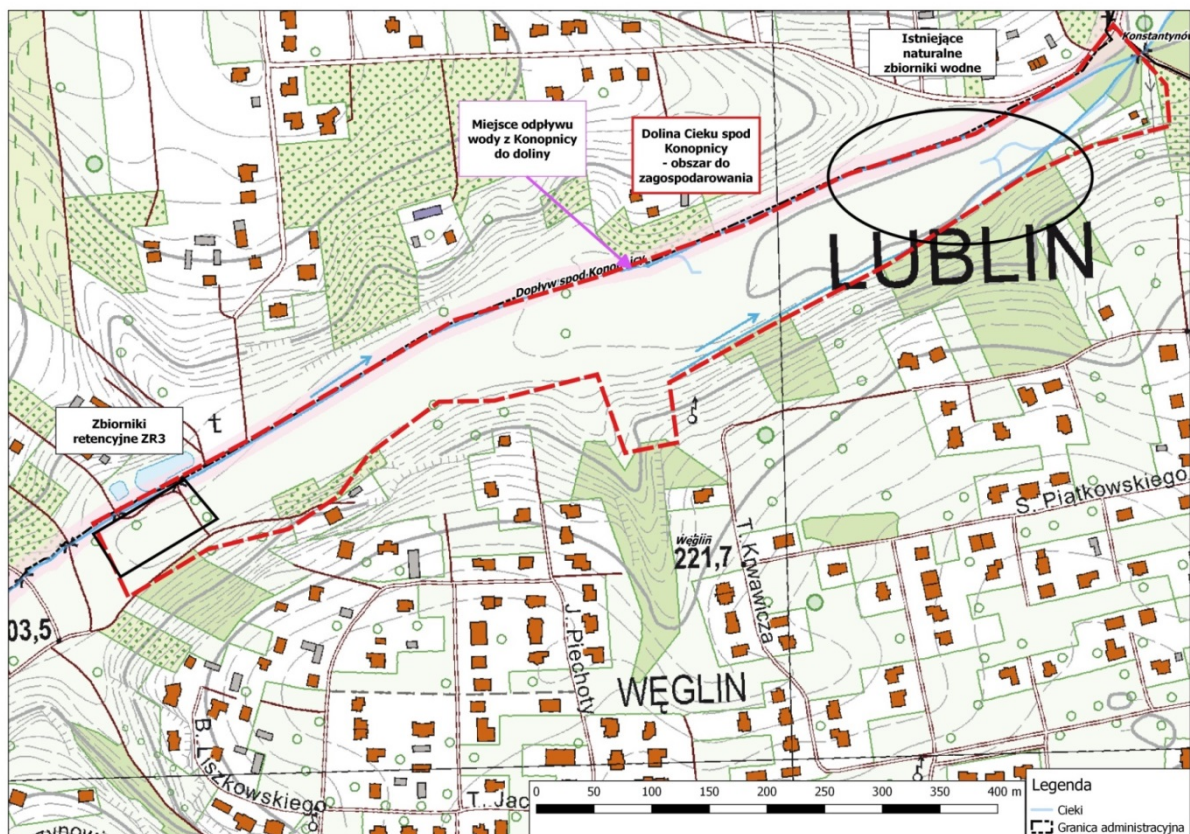 Istniejące
naturalne
zbiorniki wodne
Konstantynów
Miejsce odpływu
wody z Konopnicy
do doliny
Dolina Cieku spod
Konopnicy
- obszar do
zagospodarowania
LUBLIN
Dopływ spod Konopnicy
Zbiorniki
retencyjne ZR3
t
S. Piątkowskiego
Węglin
221,7
T. Krwawicza
03,5
J. Piechoty
WĘGLIN
B. Liszkowskiego
T. Jac
0 50 100 150 200 250 300 350 400 m
Legenda
Cieki
Granica administracyjna